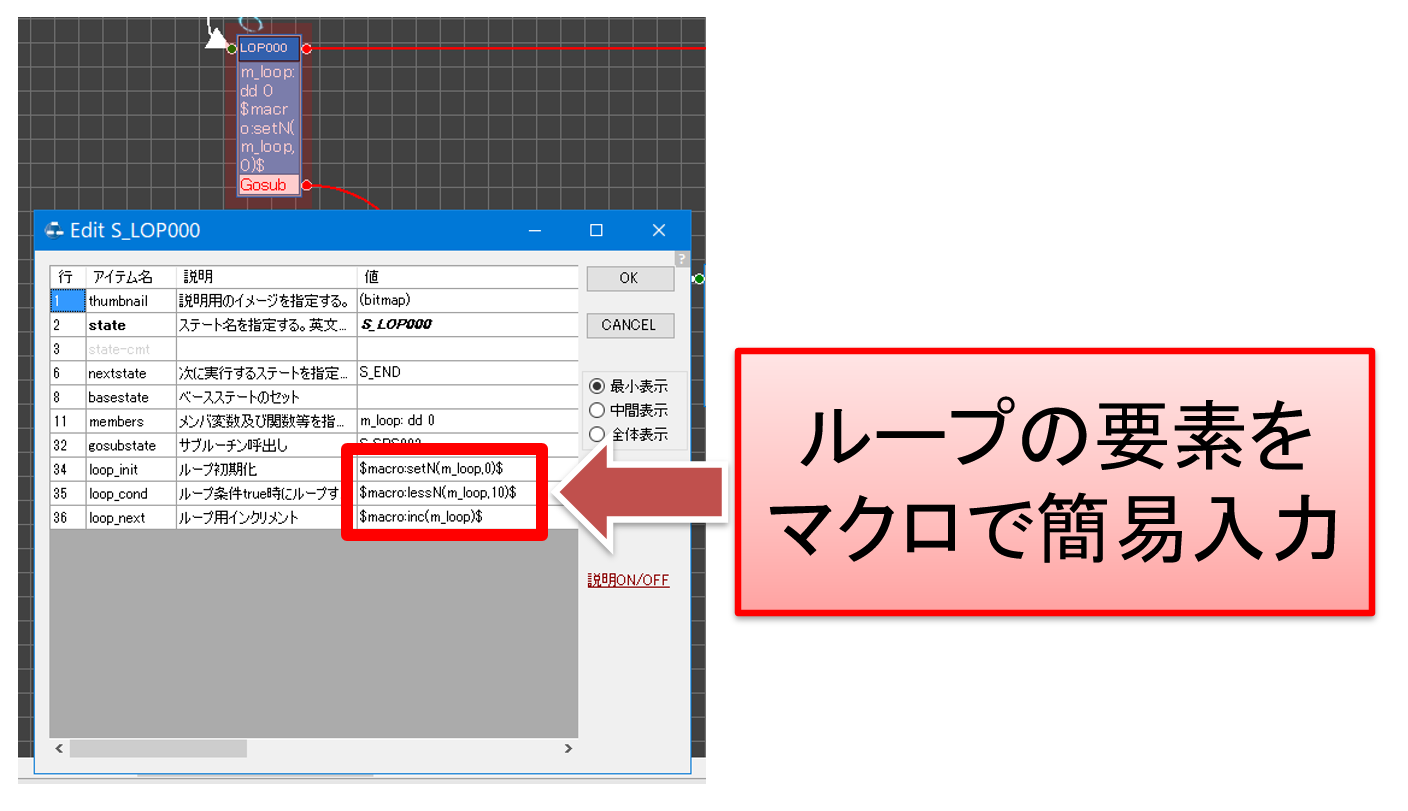 LOP000
m_loop:
dd 0
$macr
o:setN(
m_loop,
0)$
Gosub
Edit S_LOP000
?
行 アイテム名 説明 値
1 thumbnail 説明用のイメージを指定する。 (bitmap)
2 state ステート名を指定する。英文... S_LOP000
3 state-cmt
6 nextstate 次に実行するステートを指定... S_END
8 basestate ベースステートのセット
11 members メンバ変数及び関数等を指... m_loop: dd 0
32 gosubstate サブルーチン呼出し
34 loop_init ループ初期化 $macro:setN(m_loop,0)$
35 loop_cond ループ条件true時にループす $macro:lessN(m_loop,10)$
36 loop_next ループ用インクリメント $macro:inc(m_loop)$
OK
CANCEL
最小表示
中間表示
全体表示
説明ON/OFF
ループの要素を
マクロで簡易入力